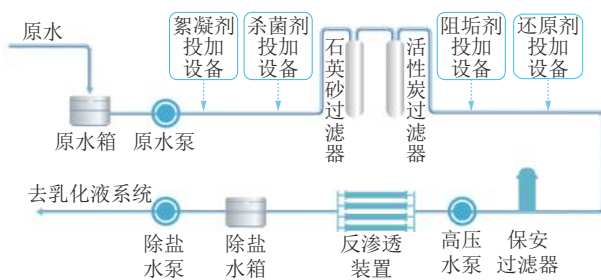 原水
絮凝剂
投加
设备
杀菌剂
投加
设备
石英砂过滤器
活性炭过滤器
阻垢剂
投加
设备
还原剂
投加
设备
原水箱
原水泵
去乳化液系统
除盐
水泵
除盐
水箱
反渗透
装置
高压
水泵
保安
过滤器